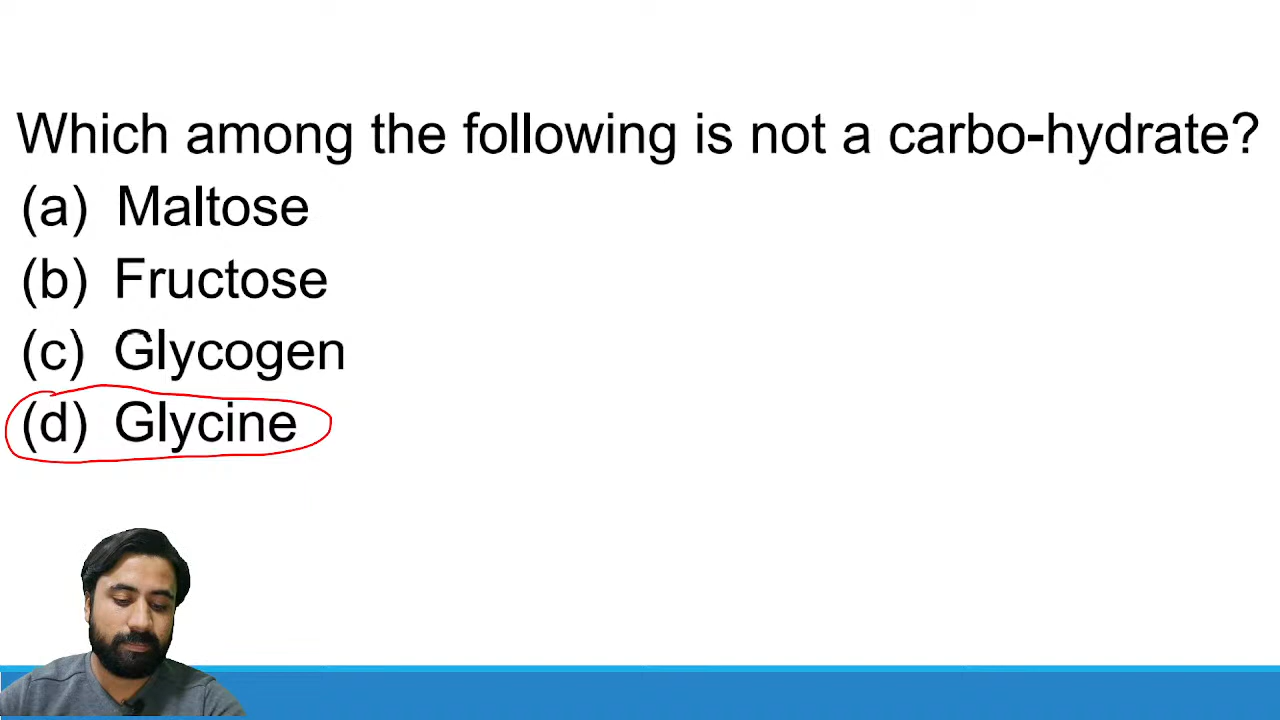 Which among the following is not a carbo-hydrate?
(a) Maltose
(b) Fructose
(c) Glycogen
(d) Glycine